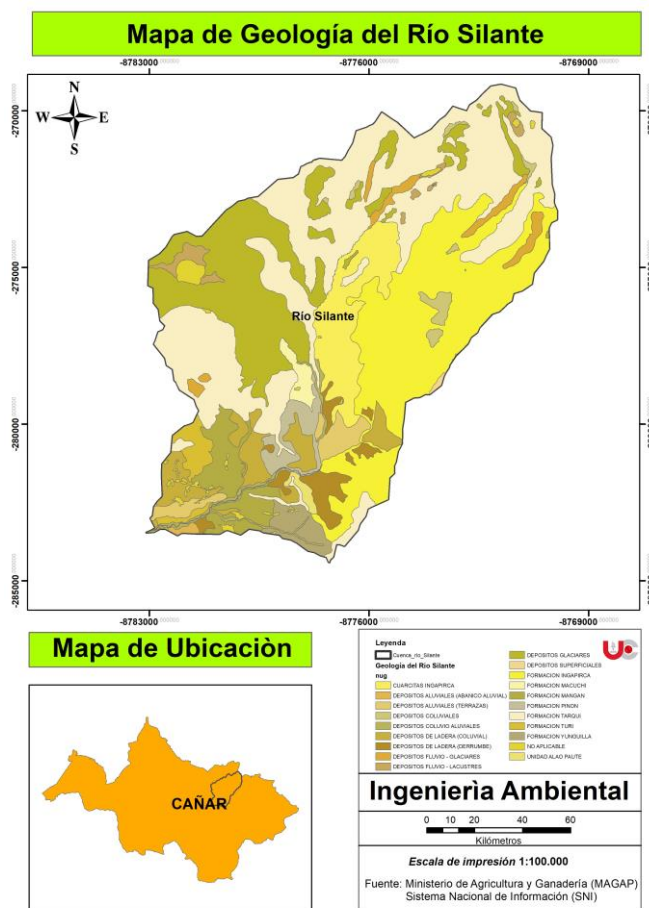 Mapa de Geología del Río Silante
-8783000 -8776000 -8769000
N
W E
S
-270000
-275000
-280000
-285000
Río Silante
-8783000 -8776000 -8769000
Mapa de Ubicaciòn
CAÑAR
Leyenda
Cuenca_rio_Silante
Geología del Rio Silante
nug
CUARCITAS INGAPIRCA
DEPOSITOS ALUVIALES (ABANICO ALUVIAL)
DEPOSITOS ALUVIALES (TERRAZAS)
DEPOSITOS COLUVIALES
DEPOSITOS COLUVIO ALUVIALES
DEPOSITOS DE LADERA (COLUVIAL)
DEPOSITOS DE LADERA (DERRUMBE)
DEPOSITOS FLUVIO - GLACIARES
DEPOSITOS FLUVIO - LACUSTRES
DEPOSITOS GLACIARES
DEPOSITOS SUPERFICIALES
FORMACION INGAPIRCA
FORMACION MACUCHI
FORMACION MANGAN
FORMACION PINON
FORMACION TARQUI
FORMACION TURI
FORMACION YUNGUILLA
NO APLICABLE
UNIDAD ALAO PAUTE
Ingenierìa Ambiental
0 10 20 40 60
Kilómetros
Escala de impresión 1:100.000
Fuente: Ministerio de Agricultura y Ganadería (MAGAP)
Sistema Nacional de Información (SNI)